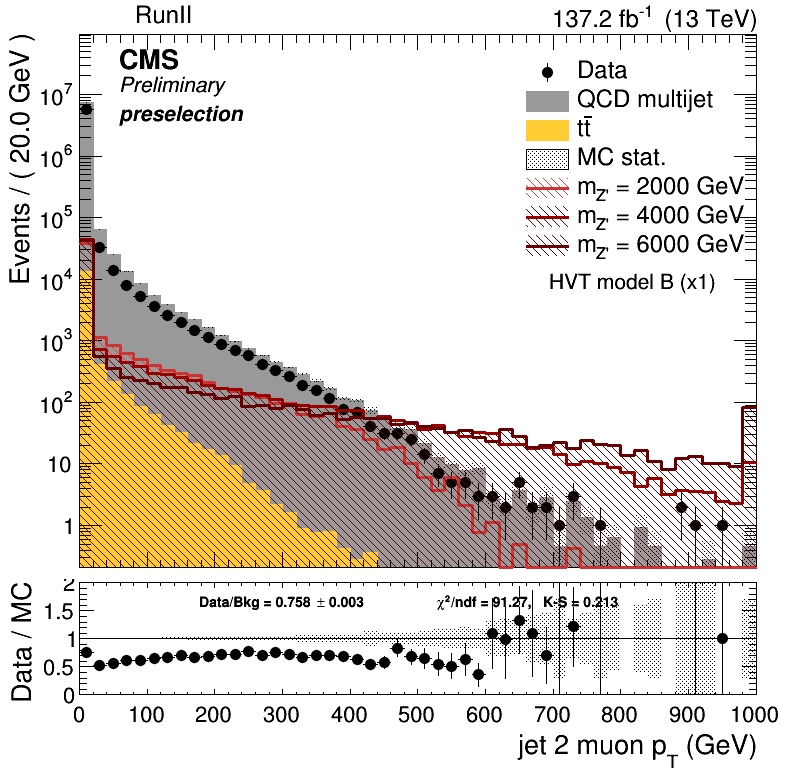 RunII 137.2 fb⁻¹ (13 TeV)
Events / ( 20.0 GeV )
CMS
Preliminary
preselection
Data
QCD multijet
tt̄
MC stat.
m_Z' = 2000 GeV
m_Z' = 4000 GeV
m_Z' = 6000 GeV
HVT model B (x1)
10⁷
10⁶
10⁵
10⁴
10³
10²
10
1
Data / MC
2
1.5
1
0.5
0
Data/Bkg = 0.758 ± 0.003 χ²/ndf = 91.27, K-S = 0.213
0 100 200 300 400 500 600 700 800 900 1000
jet 2 muon p_T (GeV)